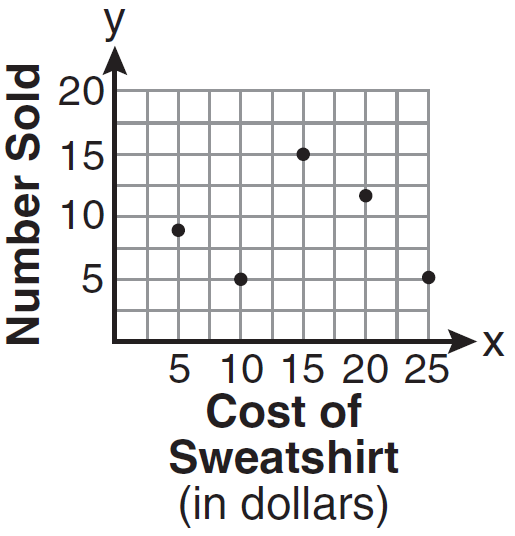 y
Number Sold
20
15
10
5
x
5 10 15 20 25
Cost of
Sweatshirt
(in dollars)